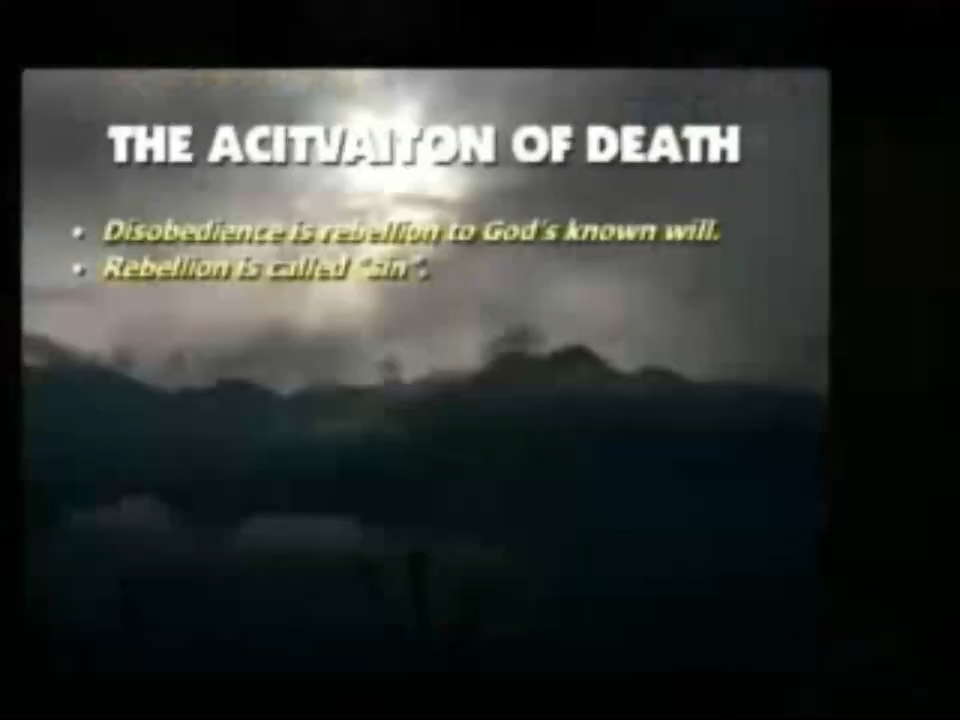 THE ACITVAITON OF DEATH
• Disobedience is rebellion to God's known will.
• Rebellion is called "sin".